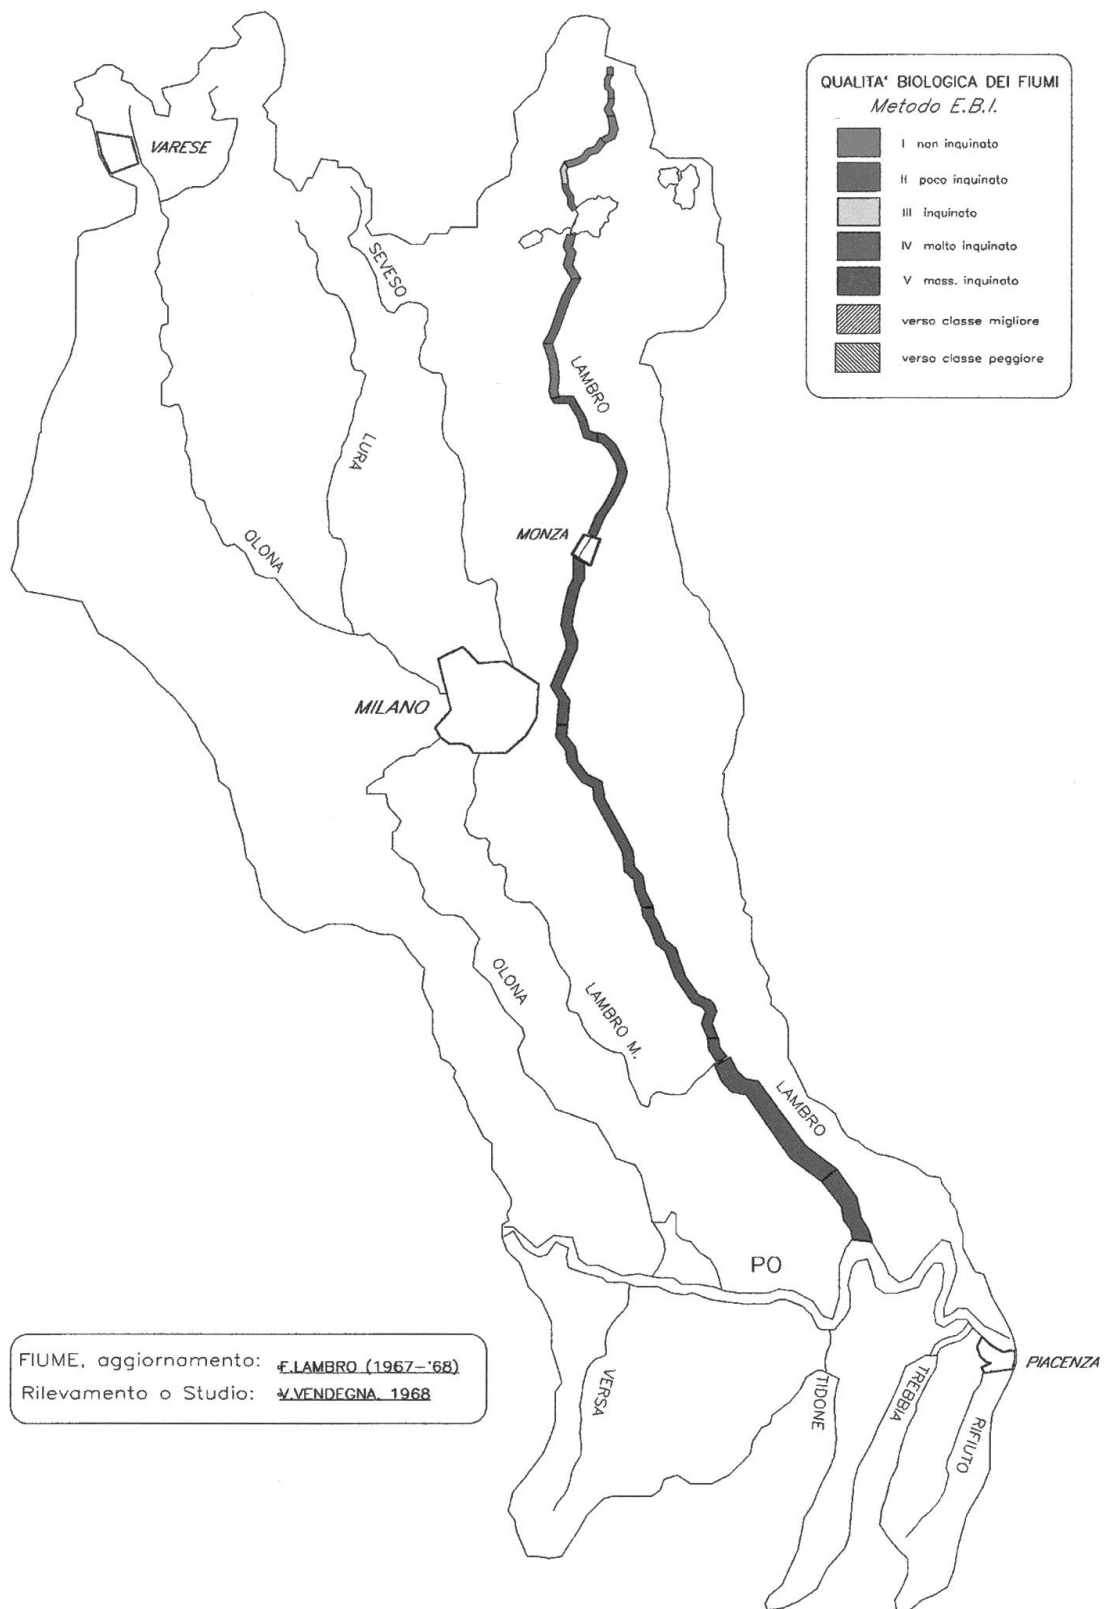 QUALITA' BIOLOGICA DEI FIUMI
Metodo E.B.I.
I non inquinato
II poco inquinato
III inquinato
IV molto inquinato
V mass. inquinato
verso classe migliore
verso classe peggiore
VARESE
SEVESO
LAMBRO
LURA
OLONA
MONZA
MILANO
OLONA
LAMBRO M.
LAMBRO
PO
PIACENZA
VERSA
TIDONE
TREBBIA
RIFIUTO
FIUME, aggiornamento: F.LAMBRO (1967-'68)
Rilevamento o Studio: V.VENDEGNA, 1968